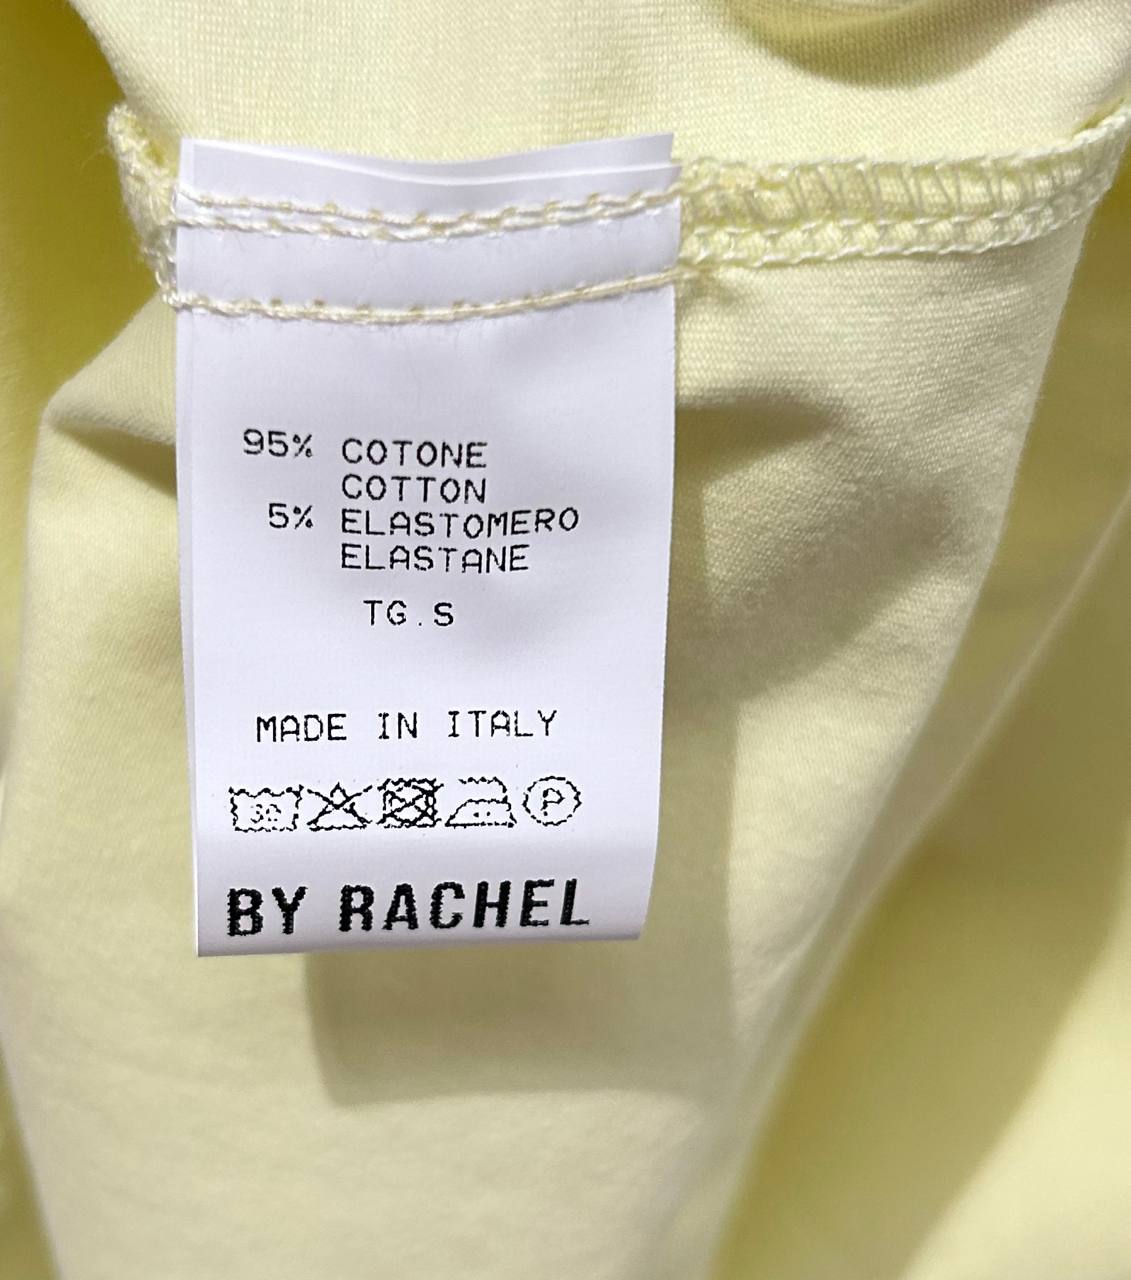 95% COTONE
COTTON
5% ELASTOMERO
ELASTANE
TG.S
MADE IN ITALY
30 P
BY RACHEL